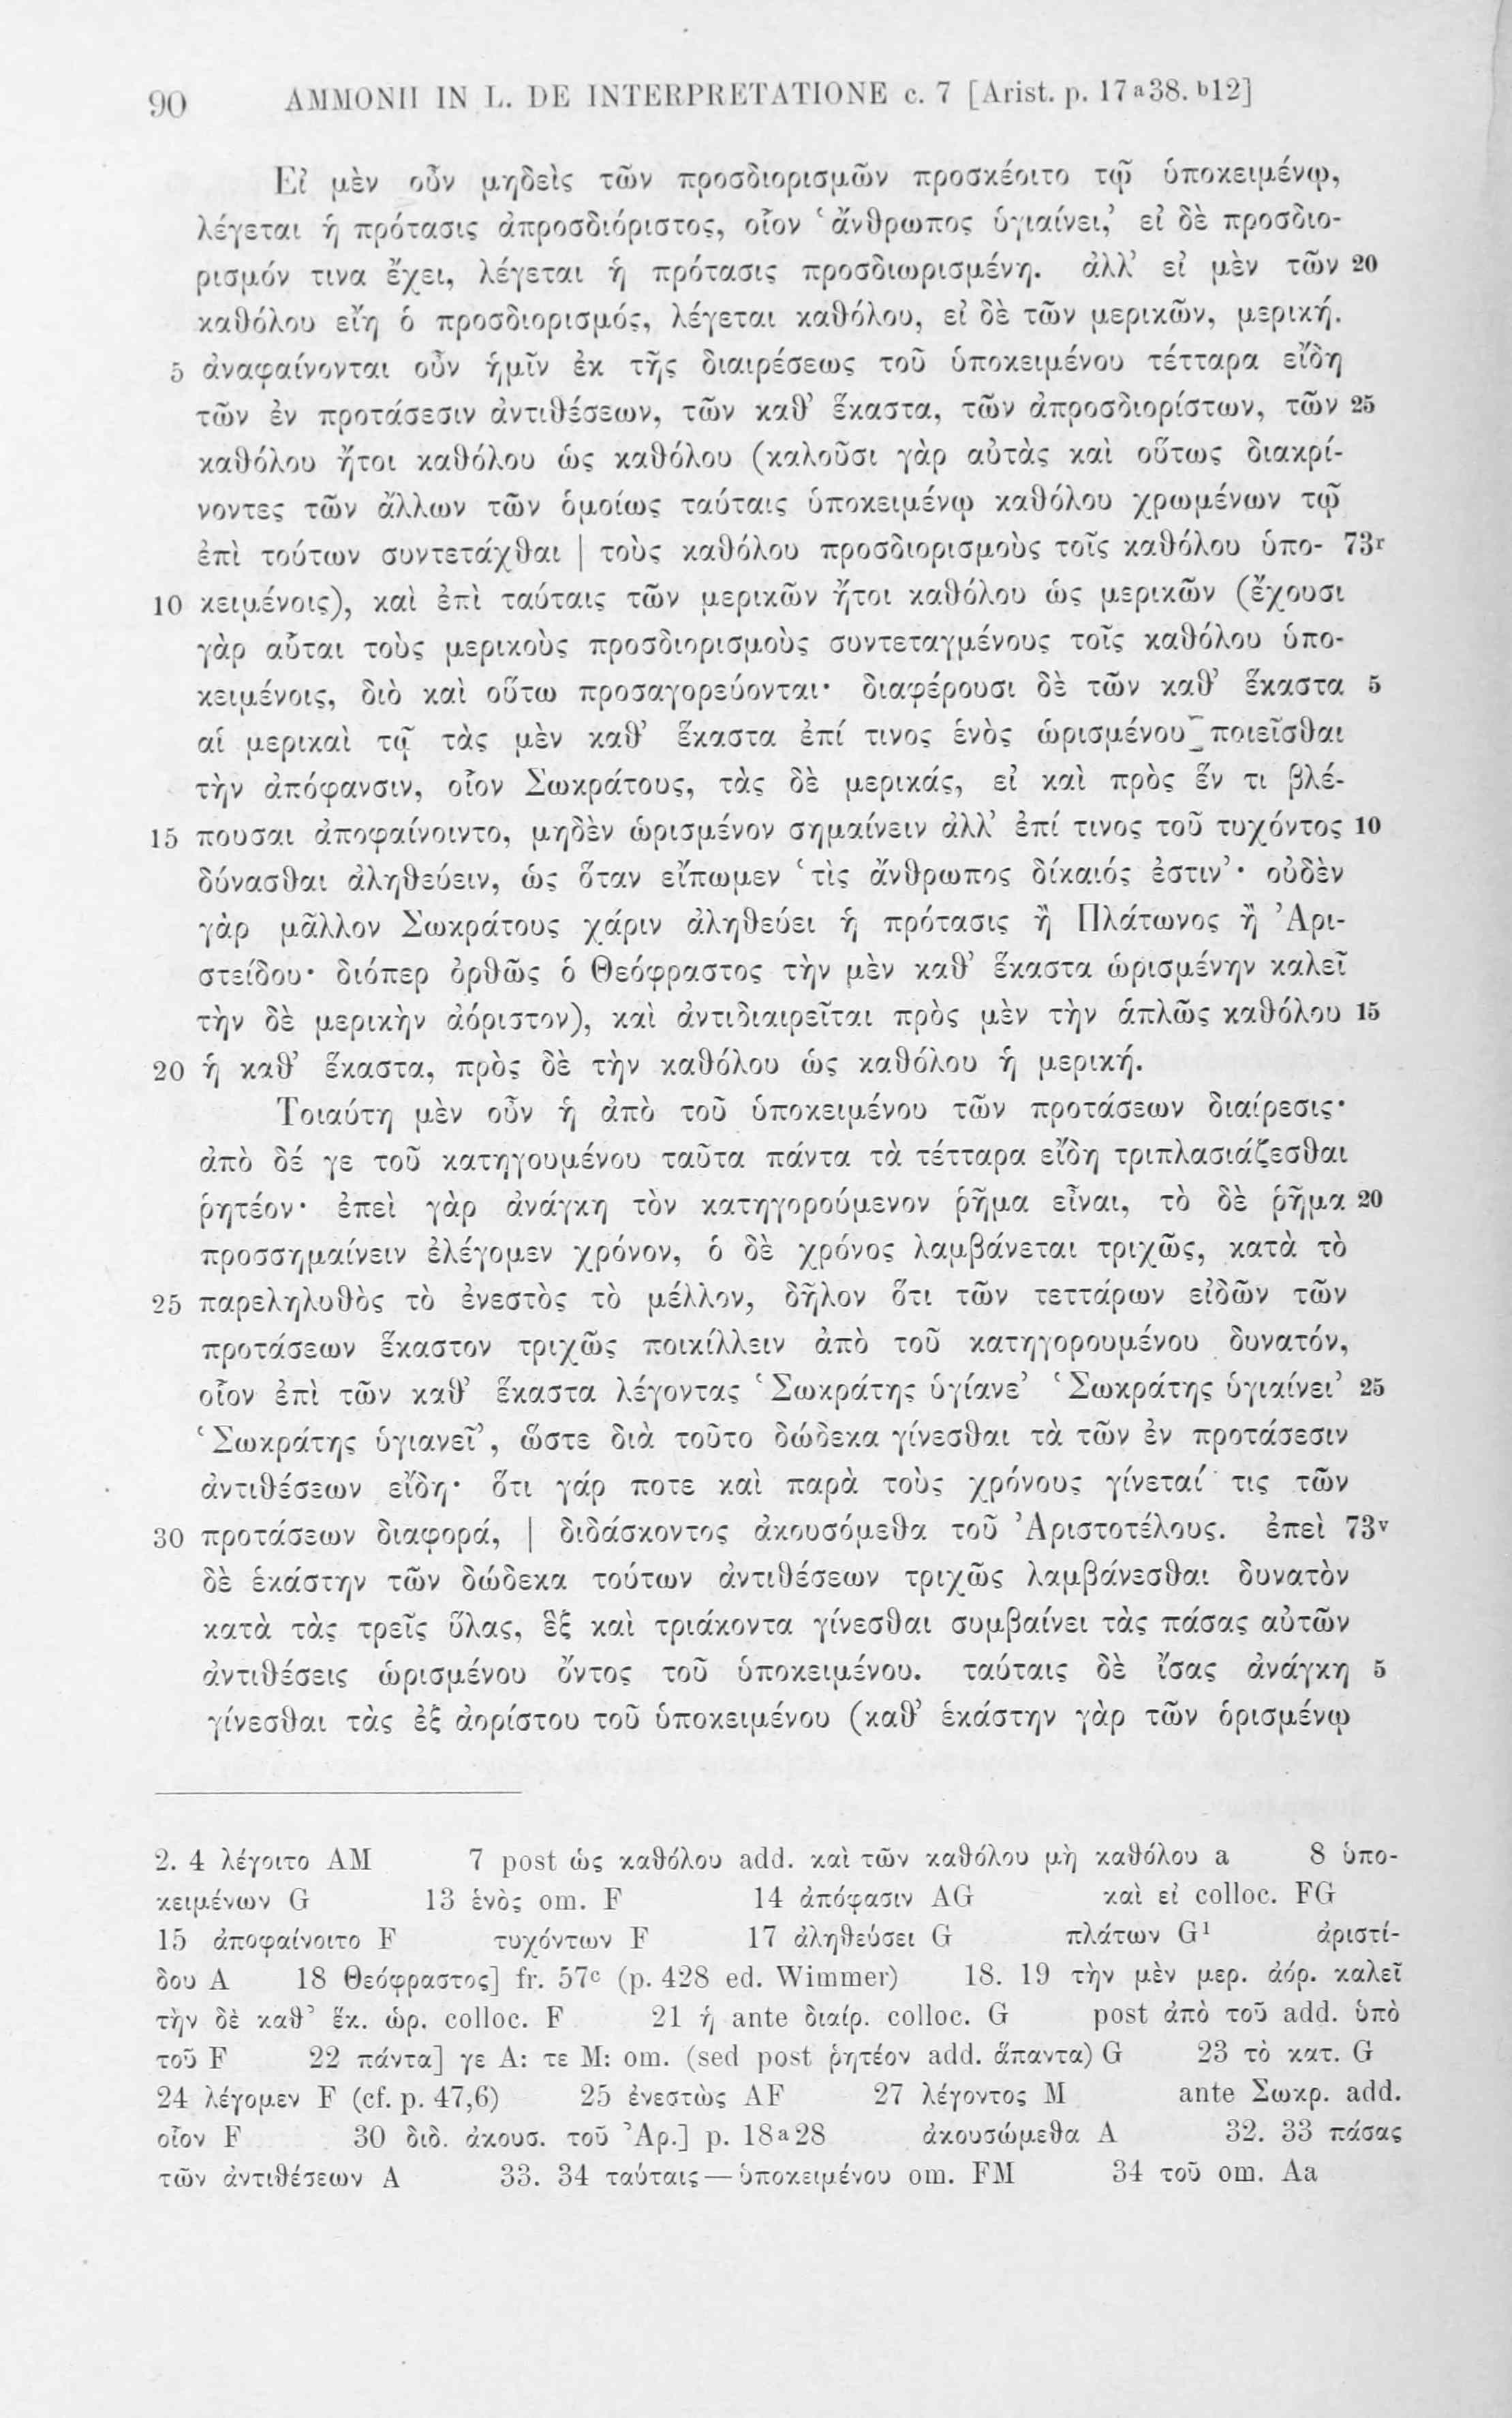 90 AMMONII IN L. DE INTERPRETATIONE c. 7 [Arist. p. 17ᵃ38. ᵇ12]
Εἰ μὲν οὖν μηδεὶς τῶν προσδιορισμῶν προσκέοιτο τῷ ὑποκειμένῳ,
λέγεται ἡ πρότασις ἀπροσδιόριστος, οἷον ‘ἄνθρωπος ὑγιαίνει,’ εἰ δὲ προσδιο-
ρισμόν τινα ἔχει, λέγεται ἡ πρότασις προσδιωρισμένη. ἀλλ’ εἰ μὲν τῶν 20
καθόλου εἴη ὁ προσδιορισμός, λέγεται καθόλου, εἰ δὲ τῶν μερικῶν, μερική.
5 ἀναφαίνονται οὖν ἡμῖν ἐκ τῆς διαιρέσεως τοῦ ὑποκειμένου τέτταρα εἴδη
τῶν ἐν προτάσεσιν ἀντιθέσεων, τῶν καθ’ ἕκαστα, τῶν ἀπροσδιορίστων, τῶν 25
καθόλου ἤτοι καθόλου ὡς καθόλου (καλοῦσι γὰρ αὐτὰς καὶ οὕτως διακρί-
νοντες τῶν ἄλλων τῶν ὁμοίως ταύταις ὑποκειμένῳ καθόλου χρωμένων τῷ
ἐπὶ τούτων συντετάχθαι | τοὺς καθόλου προσδιορισμοὺς τοῖς καθόλου ὑπο- 73ʳ
10 κειμένοις), καὶ ἐπὶ ταύταις τῶν μερικῶν ἤτοι καθόλου ὡς μερικῶν (ἔχουσι
γὰρ αὗται τοὺς μερικοὺς προσδιορισμοὺς συντεταγμένους τοῖς καθόλου ὑπο-
κειμένοις, διὸ καὶ οὕτω προσαγορεύονται· διαφέρουσι δὲ τῶν καθ’ ἕκαστα 5
αἱ μερικαὶ τῷ τὰς μὲν καθ’ ἕκαστα ἐπί τινος ἑνὸς ὡρισμένου ποιεῖσθαι
τὴν ἀπόφανσιν, οἷον Σωκράτους, τὰς δὲ μερικάς, εἰ καὶ πρὸς ἕν τι βλέ-
15 πουσαι ἀποφαίνοιντο, μηδὲν ὡρισμένον σημαίνειν ἀλλ’ ἐπί τινος τοῦ τυχόντος 10
δύνασθαι ἀληθεύειν, ὡς ὅταν εἴπωμεν ‘τὶς ἄνθρωπος δίκαιός ἐστιν’· οὐδὲν
γὰρ μᾶλλον Σωκράτους χάριν ἀληθεύει ἡ πρότασις ἢ Πλάτωνος ἢ Ἀρι-
στείδου· διόπερ ὀρθῶς ὁ Θεόφραστος τὴν μὲν καθ’ ἕκαστα ὡρισμένην καλεῖ
τὴν δὲ μερικὴν ἀόριστον), καὶ ἀντιδιαιρεῖται πρὸς μὲν τὴν ἁπλῶς καθόλου 15
20 ἡ καθ’ ἕκαστα, πρὸς δὲ τὴν καθόλου ὡς καθόλου ἡ μερική.
Τοιαύτη μὲν οὖν ἡ ἀπὸ τοῦ ὑποκειμένου τῶν προτάσεων διαίρεσις·
ἀπὸ δέ γε τοῦ κατηγουμένου ταῦτα πάντα τὰ τέτταρα εἴδη τριπλασιάζεσθαι
ῥητέον· ἐπεὶ γὰρ ἀνάγκη τὸν κατηγορούμενον ῥῆμα εἶναι, τὸ δὲ ῥῆμα 20
προσσημαίνειν ἐλέγομεν χρόνον, ὁ δὲ χρόνος λαμβάνεται τριχῶς, κατὰ τὸ
25 παρεληλυθὸς τὸ ἐνεστὸς τὸ μέλλον, δῆλον ὅτι τῶν τεττάρων εἰδῶν τῶν
προτάσεων ἕκαστον τριχῶς ποικίλλειν ἀπὸ τοῦ κατηγορουμένου δυνατόν,
οἷον ἐπὶ τῶν καθ’ ἕκαστα λέγοντας ‘Σωκράτης ὑγίανε’ ‘Σωκράτης ὑγιαίνει’ 25
‘Σωκράτης ὑγιανεῖ’, ὥστε διὰ τοῦτο δώδεκα γίνεσθαι τὰ τῶν ἐν προτάσεσιν
ἀντιθέσεων εἴδη· ὅτι γάρ ποτε καὶ παρὰ τοὺς χρόνους γίνεταί τις τῶν
30 προτάσεων διαφορά, | διδάσκοντος ἀκουσόμεθα τοῦ Ἀριστοτέλους. ἐπεὶ 73ᵛ
δὲ ἑκάστην τῶν δώδεκα τούτων ἀντιθέσεων τριχῶς λαμβάνεσθαι δυνατὸν
κατὰ τὰς τρεῖς ὕλας, ἓξ καὶ τριάκοντα γίνεσθαι συμβαίνει τὰς πάσας αὐτῶν
ἀντιθέσεις ὡρισμένου ὄντος τοῦ ὑποκειμένου. ταύταις δὲ ἴσας ἀνάγκη 5
γίνεσθαι τὰς ἐξ ἀορίστου τοῦ ὑποκειμένου (καθ’ ἑκάστην γὰρ τῶν ὁρισμένῳ
2. 4 λέγοιτο AM 7 post ὡς καθόλου add. καὶ τῶν καθόλου μὴ καθόλου a 8 ὑπο-
κειμένων G 13 ἑνὸς om. F 14 ἀπόφασιν AG καὶ εἰ colloc. FG
15 ἀποφαίνοιτο F τυχόντων F 17 ἀληθεύσει G πλάτων G¹ ἀριστί-
δου A 18 Θεόφραστος] fr. 57ᶜ (p. 428 ed. Wimmer) 18. 19 τὴν μὲν μερ. ἀόρ. καλεῖ
τὴν δὲ καθ’ ἕκ. ὡρ. colloc. F 21 ἡ ante διαίρ. colloc. G post ἀπὸ τοῦ add. ὑπὸ
τοῦ F 22 πάντα] γε A: τε M: om. (sed post ῥητέον add. ἅπαντα) G 23 τὸ κατ. G
24 λέγομεν F (cf. p. 47,6) 25 ἐνεστὼς AF 27 λέγοντος M ante Σωκρ. add.
οἷον F 30 διδ. ἀκουσ. τοῦ Ἀρ.] p. 18ᵃ28 ἀκουσώμεθα A 32. 33 πάσας
τῶν ἀντιθέσεων A 33. 34 ταύταις — ὑποκειμένου om. FM 34 τοῦ om. Aa